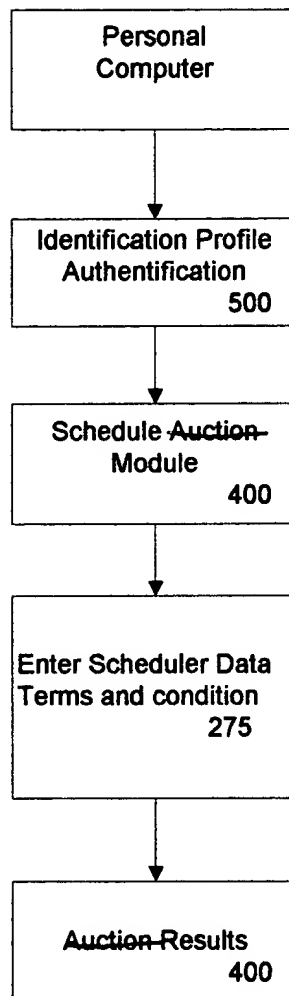 Personal
Computer
Identification Profile
Authentification
500
Schedule Auction
Module
400
Enter Scheduler Data
Terms and condition
275
Auction Results
400